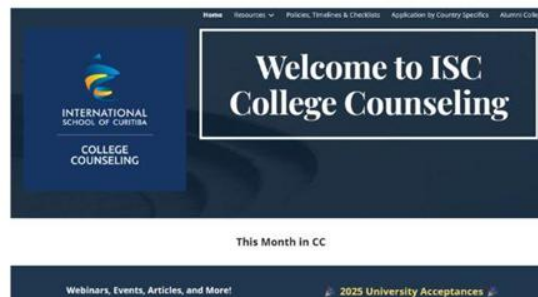 Home Resources Policies, Timelines & Checklists Application by Country Specifics Alumni
INTERNATIONAL
SCHOOL OF CURITIBA
COLLEGE
COUNSELING
Welcome to ISC
College Counseling
This Month in CC
Webinars, Events, Articles, and More!
2025 University Acceptances